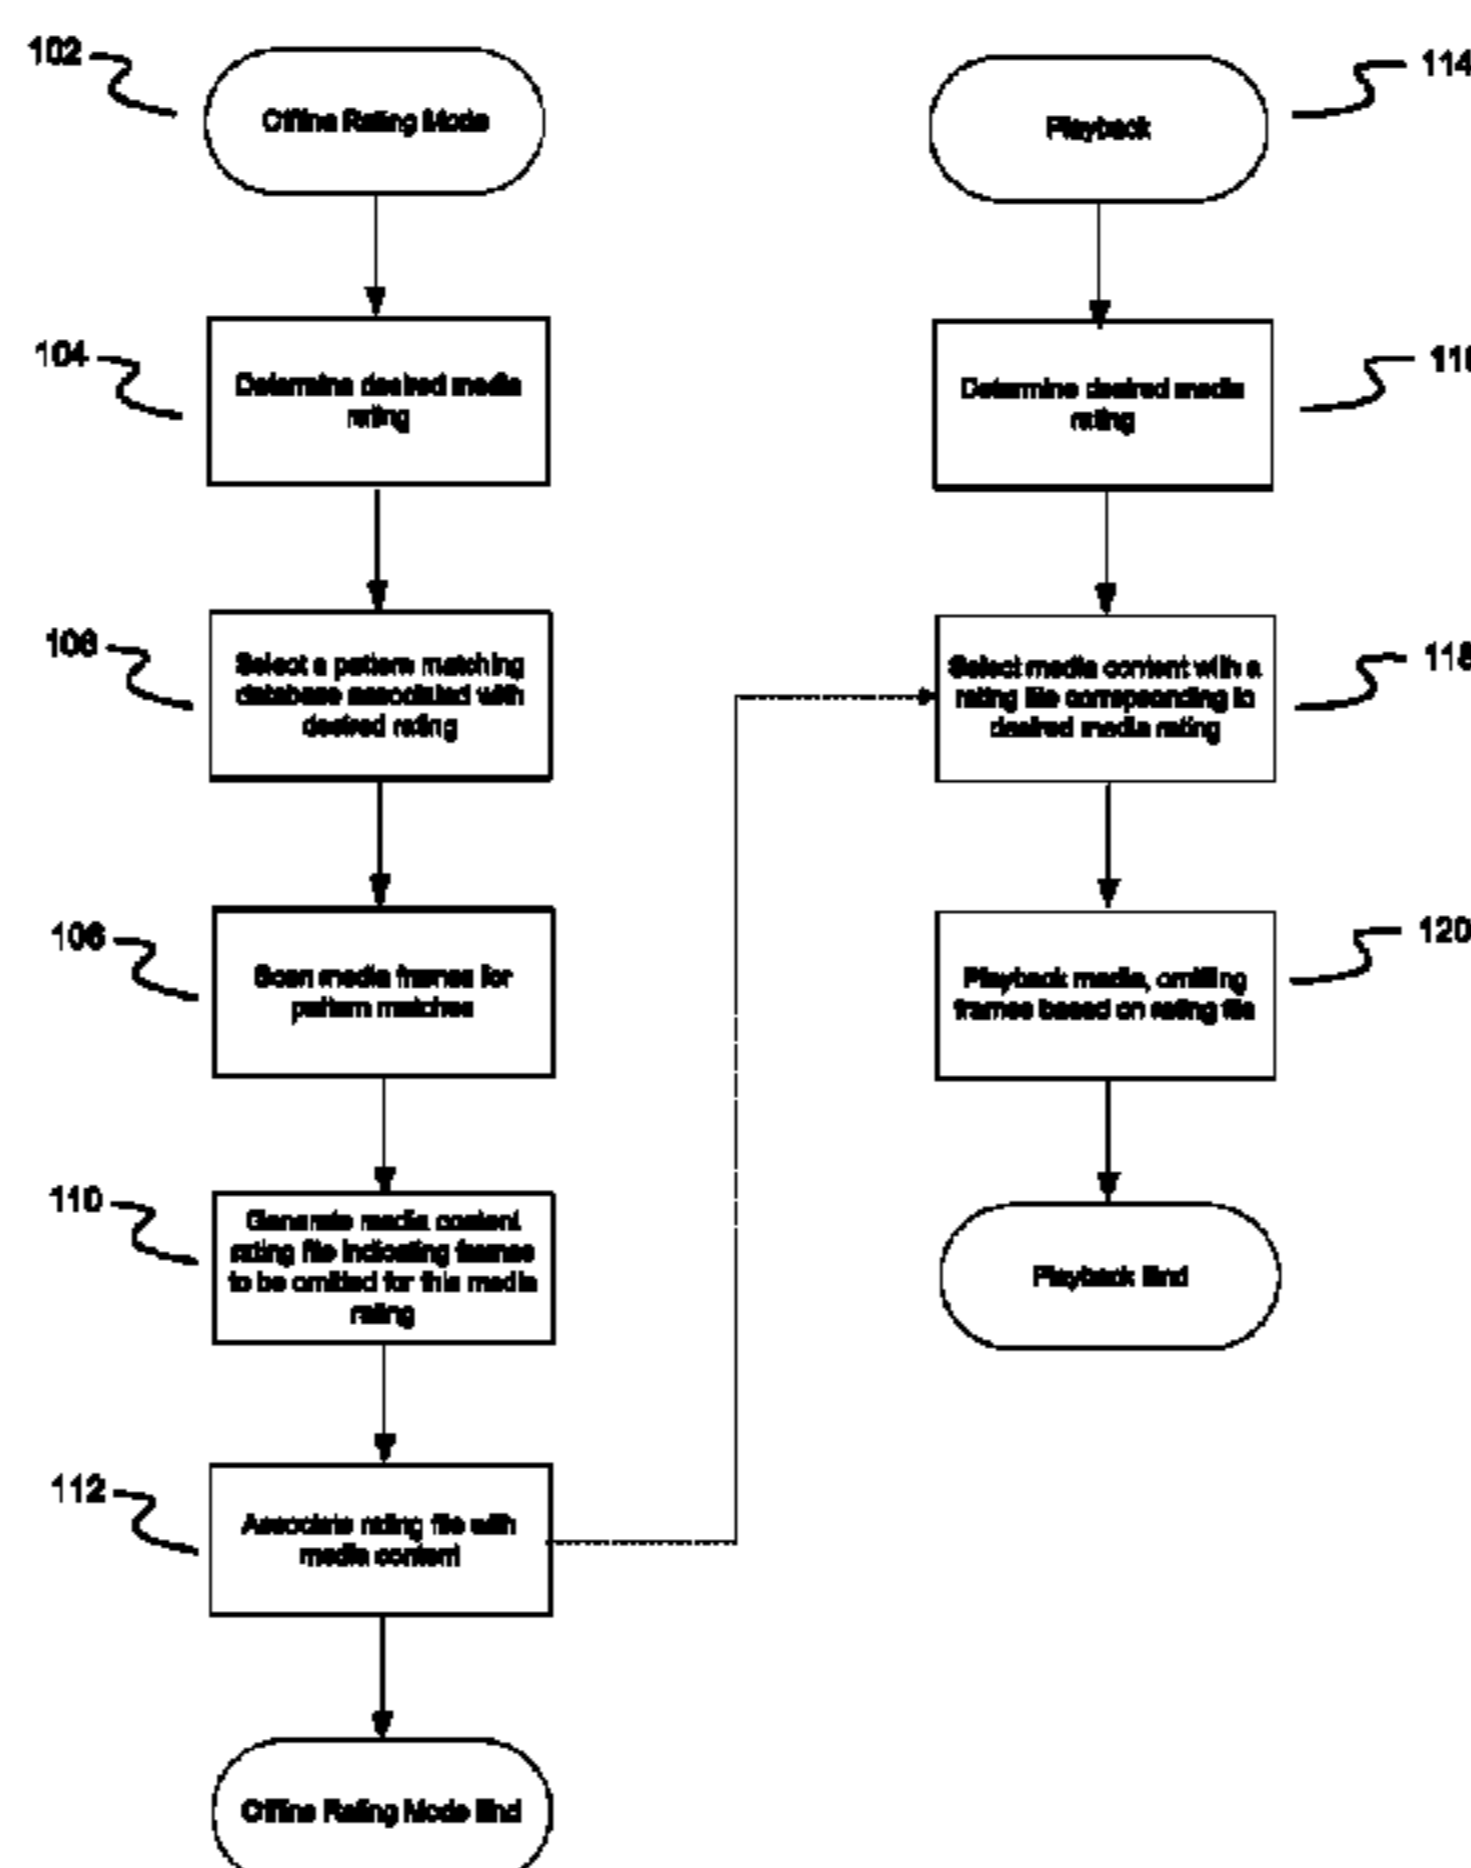 102
Offline Rating Mode
104
Determine desired media
rating
106
Select a pattern matching
database associated with
desired rating
108
Scan media frames for
pattern matches
110
Generate media content
rating file indicating frames
to be omitted for this media
rating
112
Associate rating file with
media content
Offline Rating Mode End
114
Playback
Determine desired media
rating
118
Select media content with a
rating file corresponding to
desired media rating
120
Playback media, omitting
frames based on rating file
Playback End